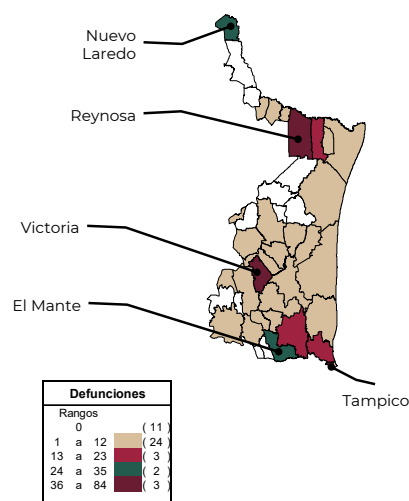 Nuevo
Laredo
Reynosa
Victoria
El Mante
Tampico
Defunciones
Rangos
0 ( 11 )
1 a 12 ( 24 )
13 a 23 ( 3 )
24 a 35 ( 2 )
36 a 84 ( 3 )